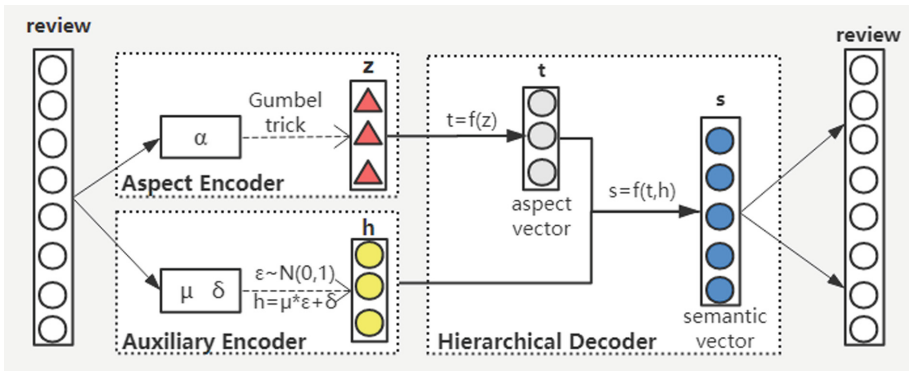 review
review
z
Gumbel
trick
α
Aspect Encoder
t=f(z)
t
aspect
vector
h
ε~N(0,1)
h=μ*ε+δ
μ δ
Auxiliary Encoder
s=f(t,h)
s
semantic
vector
Hierarchical Decoder